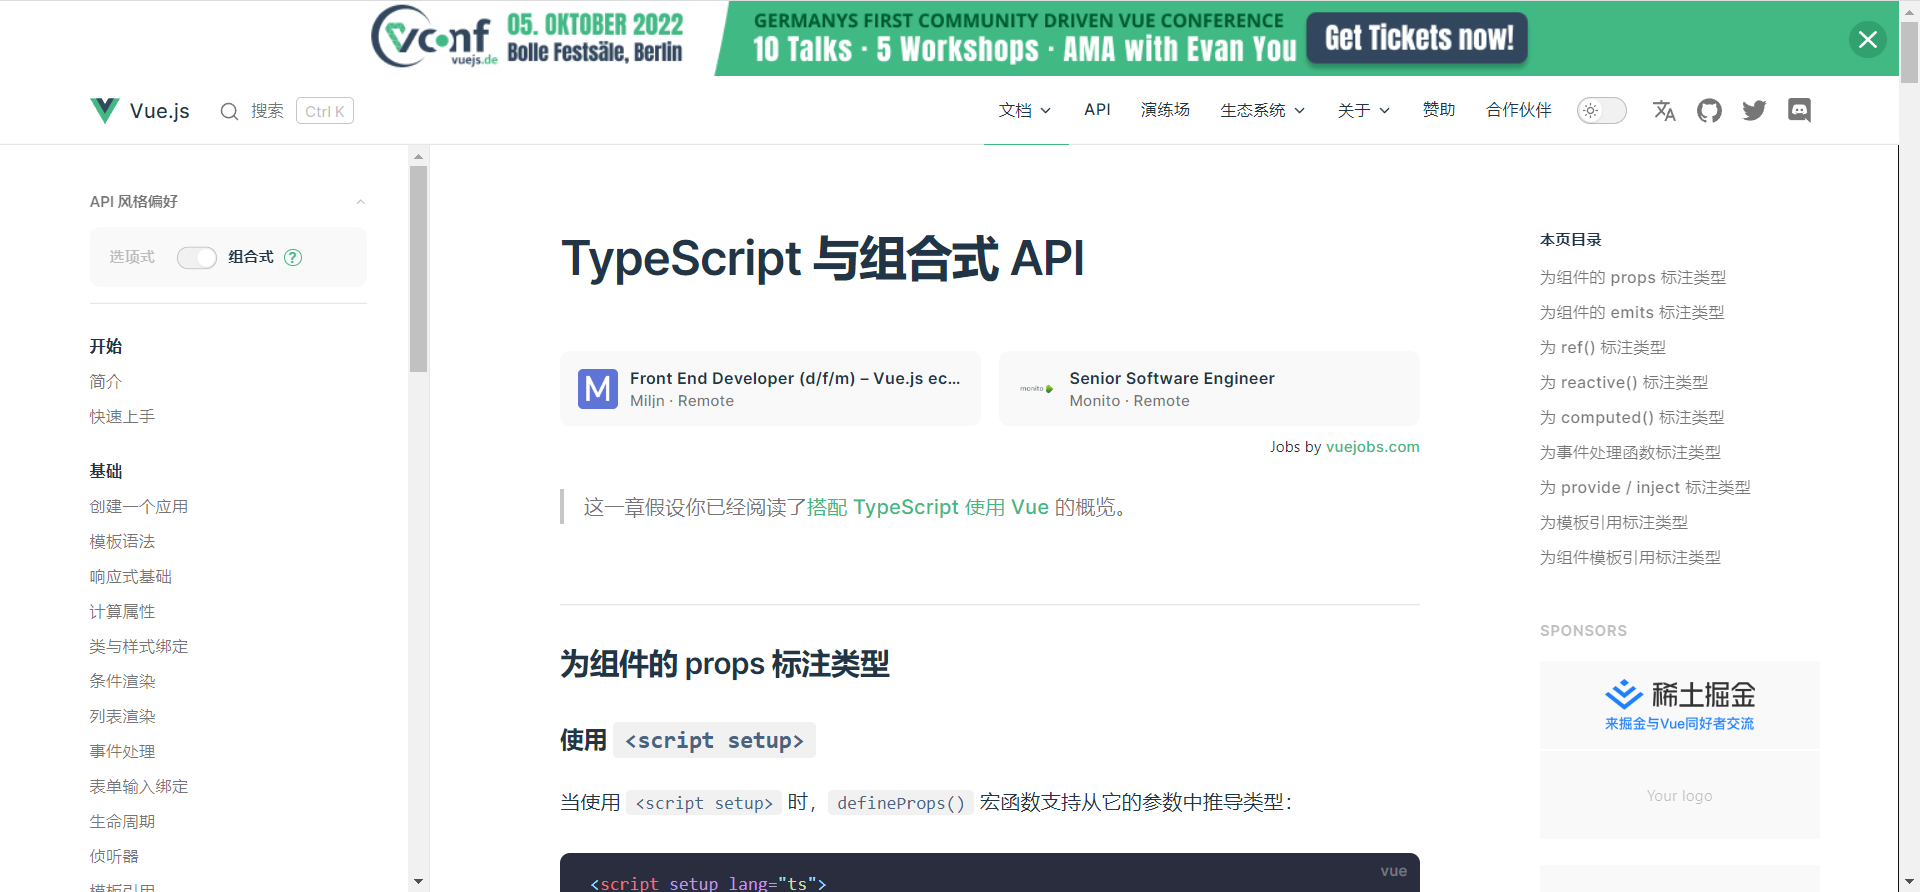 vconf
vuejs.de
05. OKTOBER 2022
Bolle Festsäle, Berlin
GERMANYS FIRST COMMUNITY DRIVEN VUE CONFERENCE
10 Talks · 5 Workshops · AMA with Evan You
Get Tickets now!
Vue.js
搜索
Ctrl K
文档
API
演练场
生态系统
关于
赞助
合作伙伴
API 风格偏好
选项式
组合式
?
开始
简介
快速上手
基础
创建一个应用
模板语法
响应式基础
计算属性
类与样式绑定
条件渲染
列表渲染
事件处理
表单输入绑定
生命周期
侦听器
模板引用
TypeScript 与组合式 API
M
Front End Developer (d/f/m) – Vue.js ec...
Miljn · Remote
monito
Senior Software Engineer
Monito · Remote
Jobs by vuejobs.com
这一章假设你已经阅读了搭配 TypeScript 使用 Vue 的概览。
为组件的 props 标注类型
使用 <script setup>
当使用 <script setup> 时，defineProps() 宏函数支持从它的参数中推导类型：
vue
<script setup lang="ts">
本页目录
为组件的 props 标注类型
为组件的 emits 标注类型
为 ref() 标注类型
为 reactive() 标注类型
为 computed() 标注类型
为事件处理函数标注类型
为 provide / inject 标注类型
为模板引用标注类型
为组件模板引用标注类型
SPONSORS
稀土掘金
来掘金与Vue同好者交流
Your logo